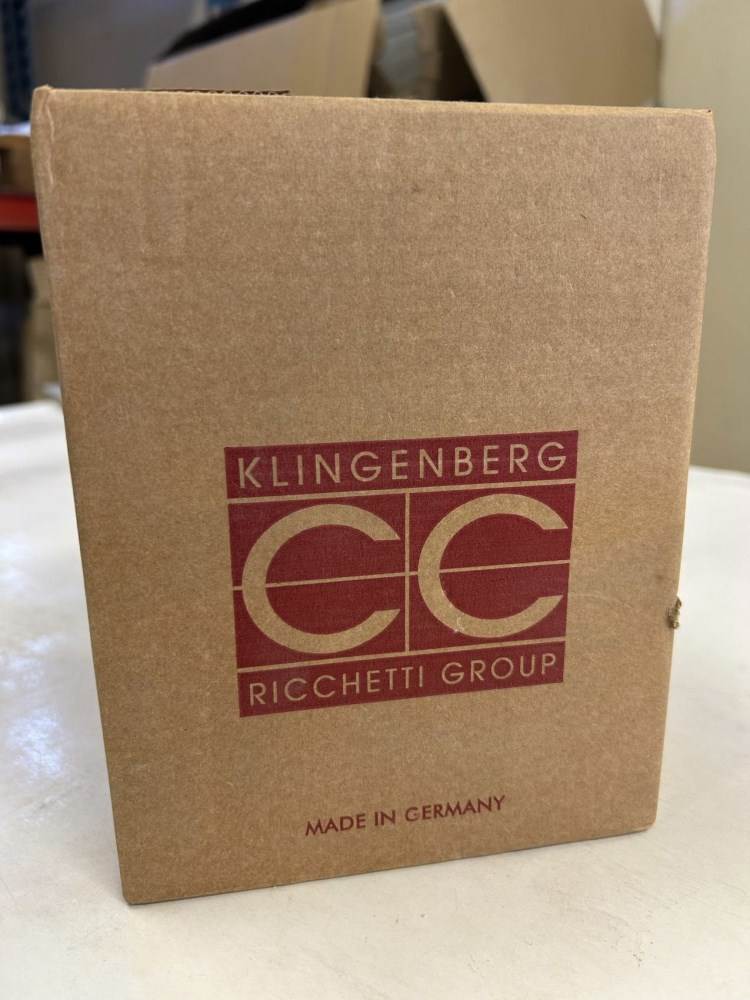 KLINGENBERG
CC
RICCHETTI GROUP
MADE IN GERMANY